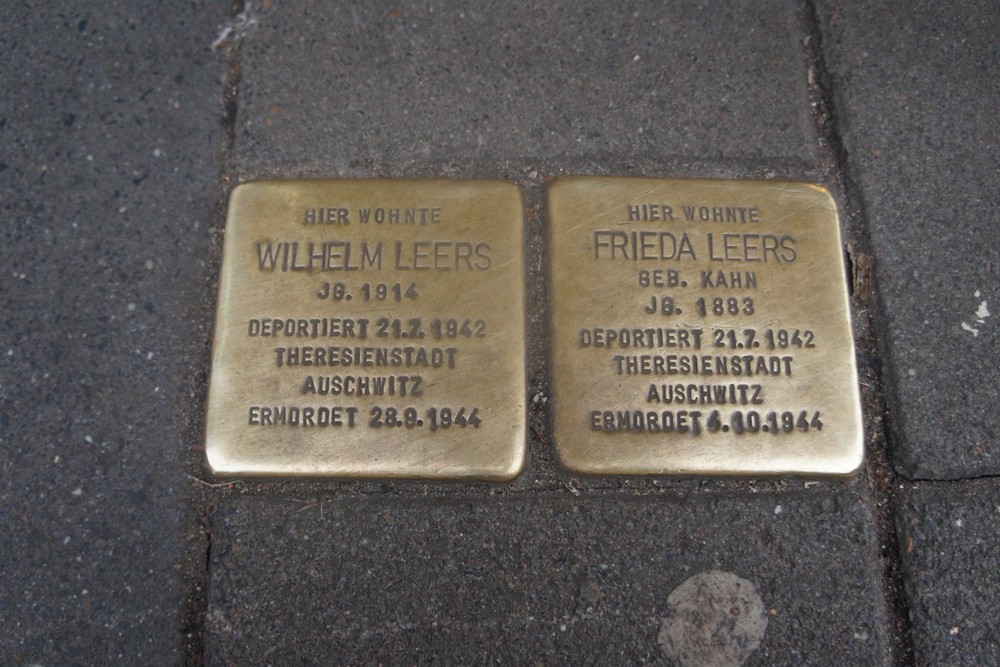 HIER WOHNTE
WILHELM LEERS
JG. 1914
DEPORTIERT 21.7.1942
THERESIENSTADT
AUSCHWITZ
ERMORDET 28.9.1944
HIER WOHNTE
FRIEDA LEERS
GEB. KAHN
JG. 1883
DEPORTIERT 21.7.1942
THERESIENSTADT
AUSCHWITZ
ERMORDET 4.10.1944